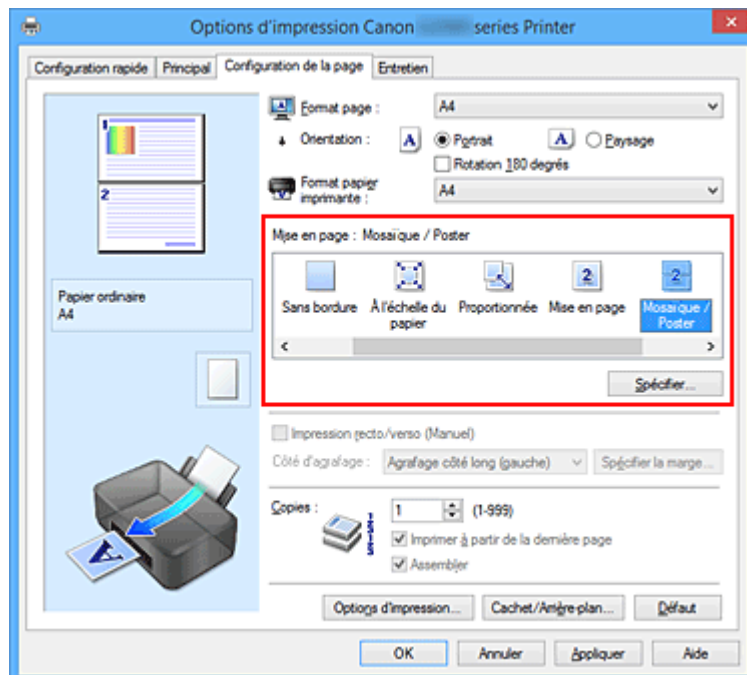 Options d'impression Canon series Printer
Configuration rapide Principal Configuration de la page Entretien
Format page : A4
Orientation : A Portrait A Paysage
Rotation 180 degrés
Format papier
imprimante : A4
Mise en page : Mosaïque / Poster
Sans bordure À l'échelle du papier Proportionnée Mise en page Mosaïque / Poster
Spécifier...
1
2
Papier ordinaire
A4
Impression recto/verso (Manuel)
Côté d'agrafage : Agrafage côté long (gauche) Spécifier la marge...
Copies : 1 (1-999)
Imprimer à partir de la dernière page
Assembler
Options d'impression... Cachet/Arrière-plan... Défaut
OK Annuler Appliquer Aide